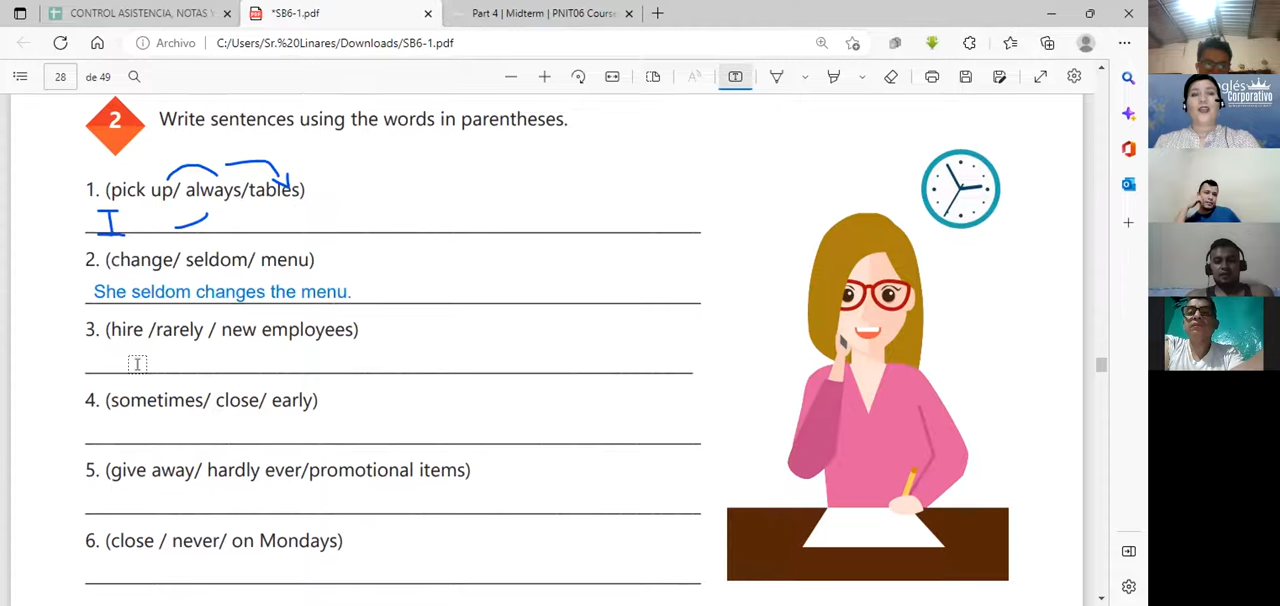 CONTROL ASISTENCIA, NOTAS Y
*SB6-1.pdf
Part 4 | Midterm | PNIT06 Cours
Archivo
C:/Users/Sr.%20Linares/Downloads/SB6-1.pdf
28
de 49
2
Write sentences using the words in parentheses.
1. (pick up/ always/tables)
I
2. (change/ seldom/ menu)
She seldom changes the menu.
3. (hire /rarely / new employees)
4. (sometimes/ close/ early)
5. (give away/ hardly ever/promotional items)
6. (close / never/ on Mondays)
Corporativo